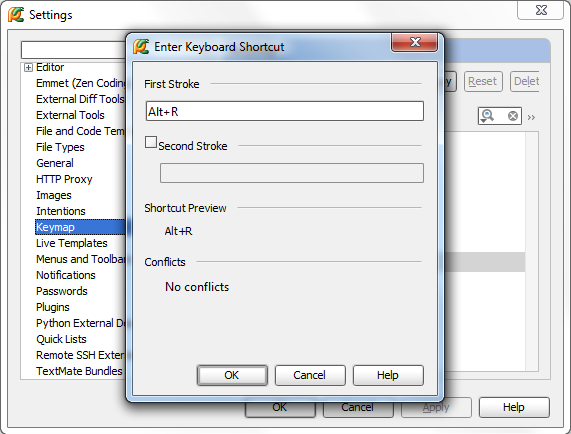 Settings
Enter Keyboard Shortcut
Editor
Emmet (Zen Coding
External Diff Tools
External Tools
File and Code Tem
File Types
General
HTTP Proxy
Images
Intentions
Keymap
Live Templates
Menus and Toolba
Notifications
Passwords
Plugins
Python External D
Quick Lists
Remote SSH Exter
TextMate Bundles
First Stroke
Alt+R
Second Stroke
Shortcut Preview
Alt+R
Conflicts
No conflicts
OK
Cancel
Help
Reset
Delet
OK
Cancel
Apply
Help